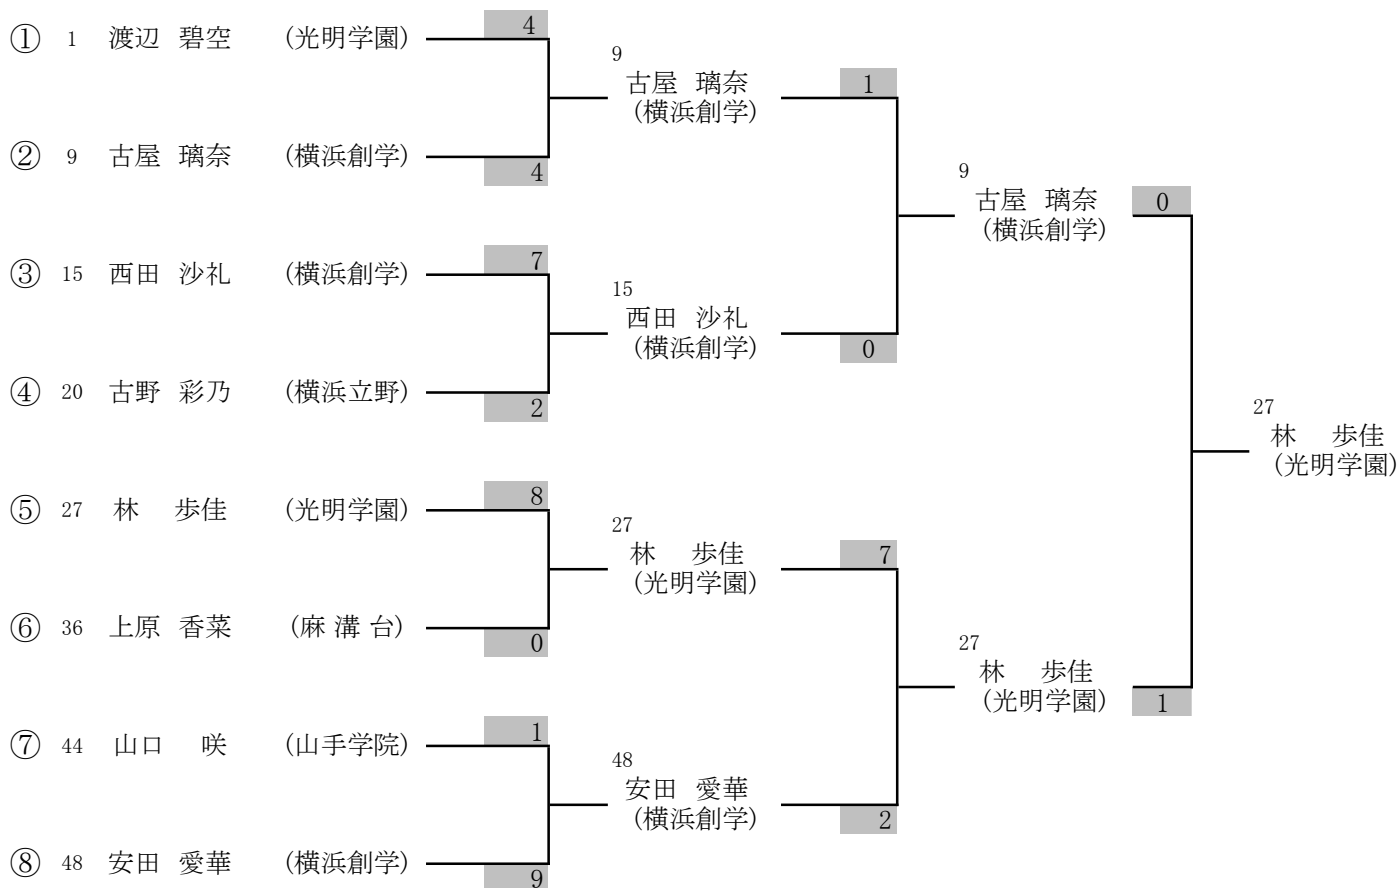 ① 1 渡辺 碧空 (光明学園) 4
9
古屋 璃奈
(横浜創学)
1
② 9 古屋 璃奈 (横浜創学) 4
9
古屋 璃奈
(横浜創学)
0
③ 15 西田 沙礼 (横浜創学) 7
15
西田 沙礼
(横浜創学)
0
④ 20 古野 彩乃 (横浜立野) 2
27
林 歩佳
(光明学園)
⑤ 27 林 歩佳 (光明学園) 8
27
林 歩佳
(光明学園)
7
⑥ 36 上原 香菜 (麻 溝 台) 0
27
林 歩佳
(光明学園)
1
⑦ 44 山口 咲 (山手学院) 1
48
安田 愛華
(横浜創学)
2
⑧ 48 安田 愛華 (横浜創学) 9